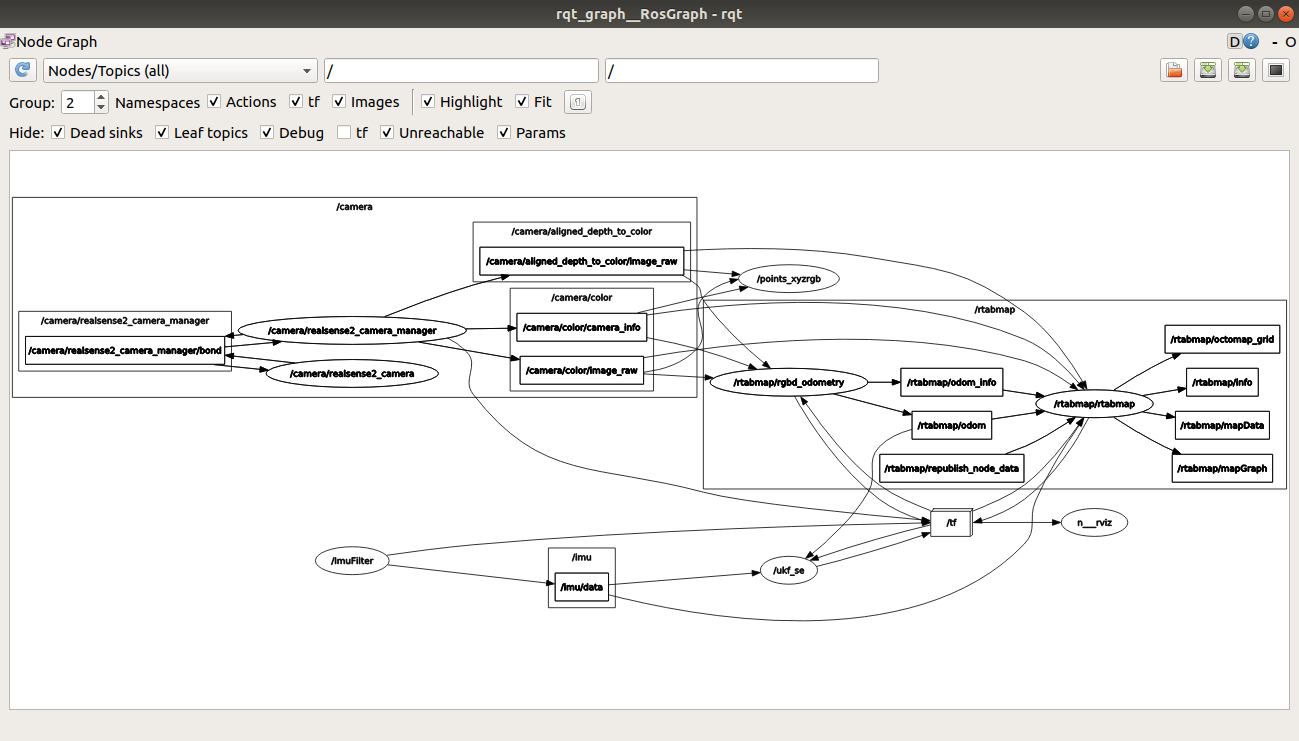 rqt_graph__RosGraph - rqt
Node Graph
D ? - O
Nodes/Topics (all) / /
Group: 2 Namespaces Actions tf Images Highlight Fit
Hide: Dead sinks Leaf topics Debug tf Unreachable Params
/camera
/camera/aligned_depth_to_color
/camera/aligned_depth_to_color/image_raw
/points_xyzrgb
/camera/color
/rtabmap
/camera/realsense2_camera_manager
/camera/realsense2_camera_manager
/camera/color/camera_info
/rtabmap/octomap_grid
/camera/realsense2_camera_manager/bond
/camera/realsense2_camera
/camera/color/image_raw
/rtabmap/rgbd_odometry
/rtabmap/odom_info
/rtabmap/info
/rtabmap/rtabmap
/rtabmap/odom
/rtabmap/mapData
/rtabmap/republish_node_data
/rtabmap/mapGraph
/tf
n___rviz
/ImuFilter
/imu
/ukf_se
/imu/data